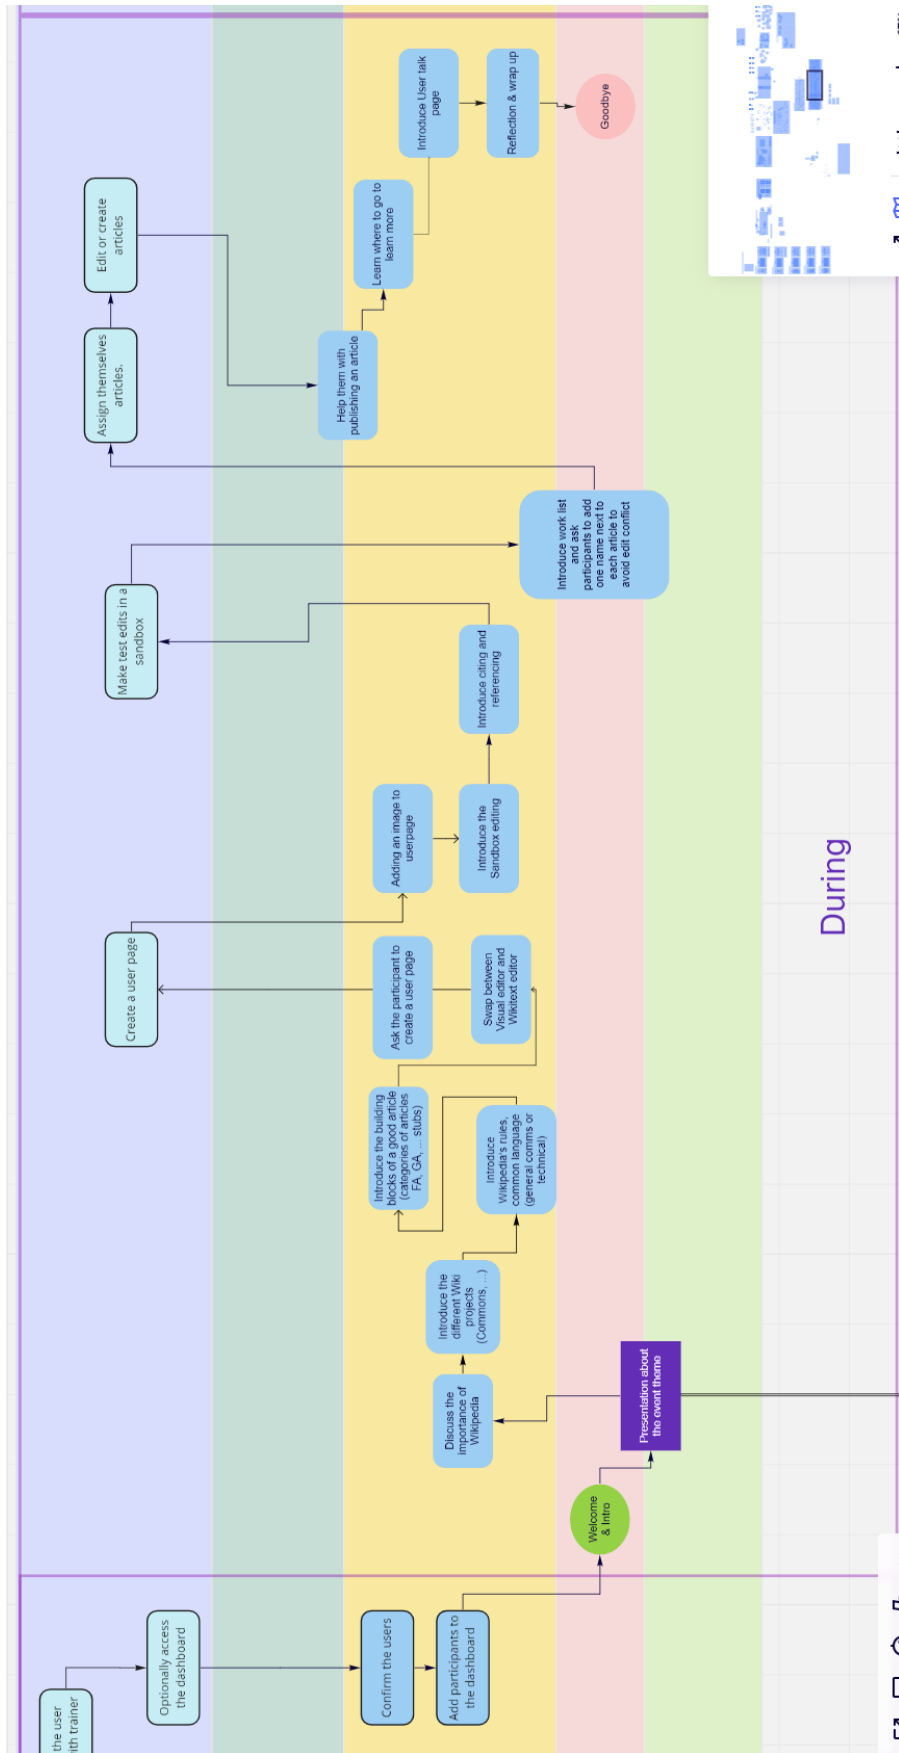 the user
ith trainer
Optionally access
the dashboard
Confirm the users
Add participants to
the dashboard
Welcome
& Intro
Presentation about
the event theme
Discuss the
importance of
Wikipedia
Introduce the
different Wiki
projects
(Commons, ...)
Introduce
Wikipedia's rules,
common language
(general comms or
technical)
Introduce the building
blocks of a good article
(categories of articles
FA, GA, ... stubs)
Swap between
Visual editor and
Wikitext editor
Ask the participant to
create a user page
Create a user page
Adding an image to
userpage
Introduce the
Sandbox editing
Introduce citing and
referencing
Make test edits in a
sandbox
Introduce work list
and ask
participants to add
one name next to
each article to
avoid edit conflict
Assign themselves
articles.
Edit or create
articles
Help them with
publishing an article
Learn where to go to
learn more
Introduce User talk
page
Reflection & wrap up
Goodbye
During